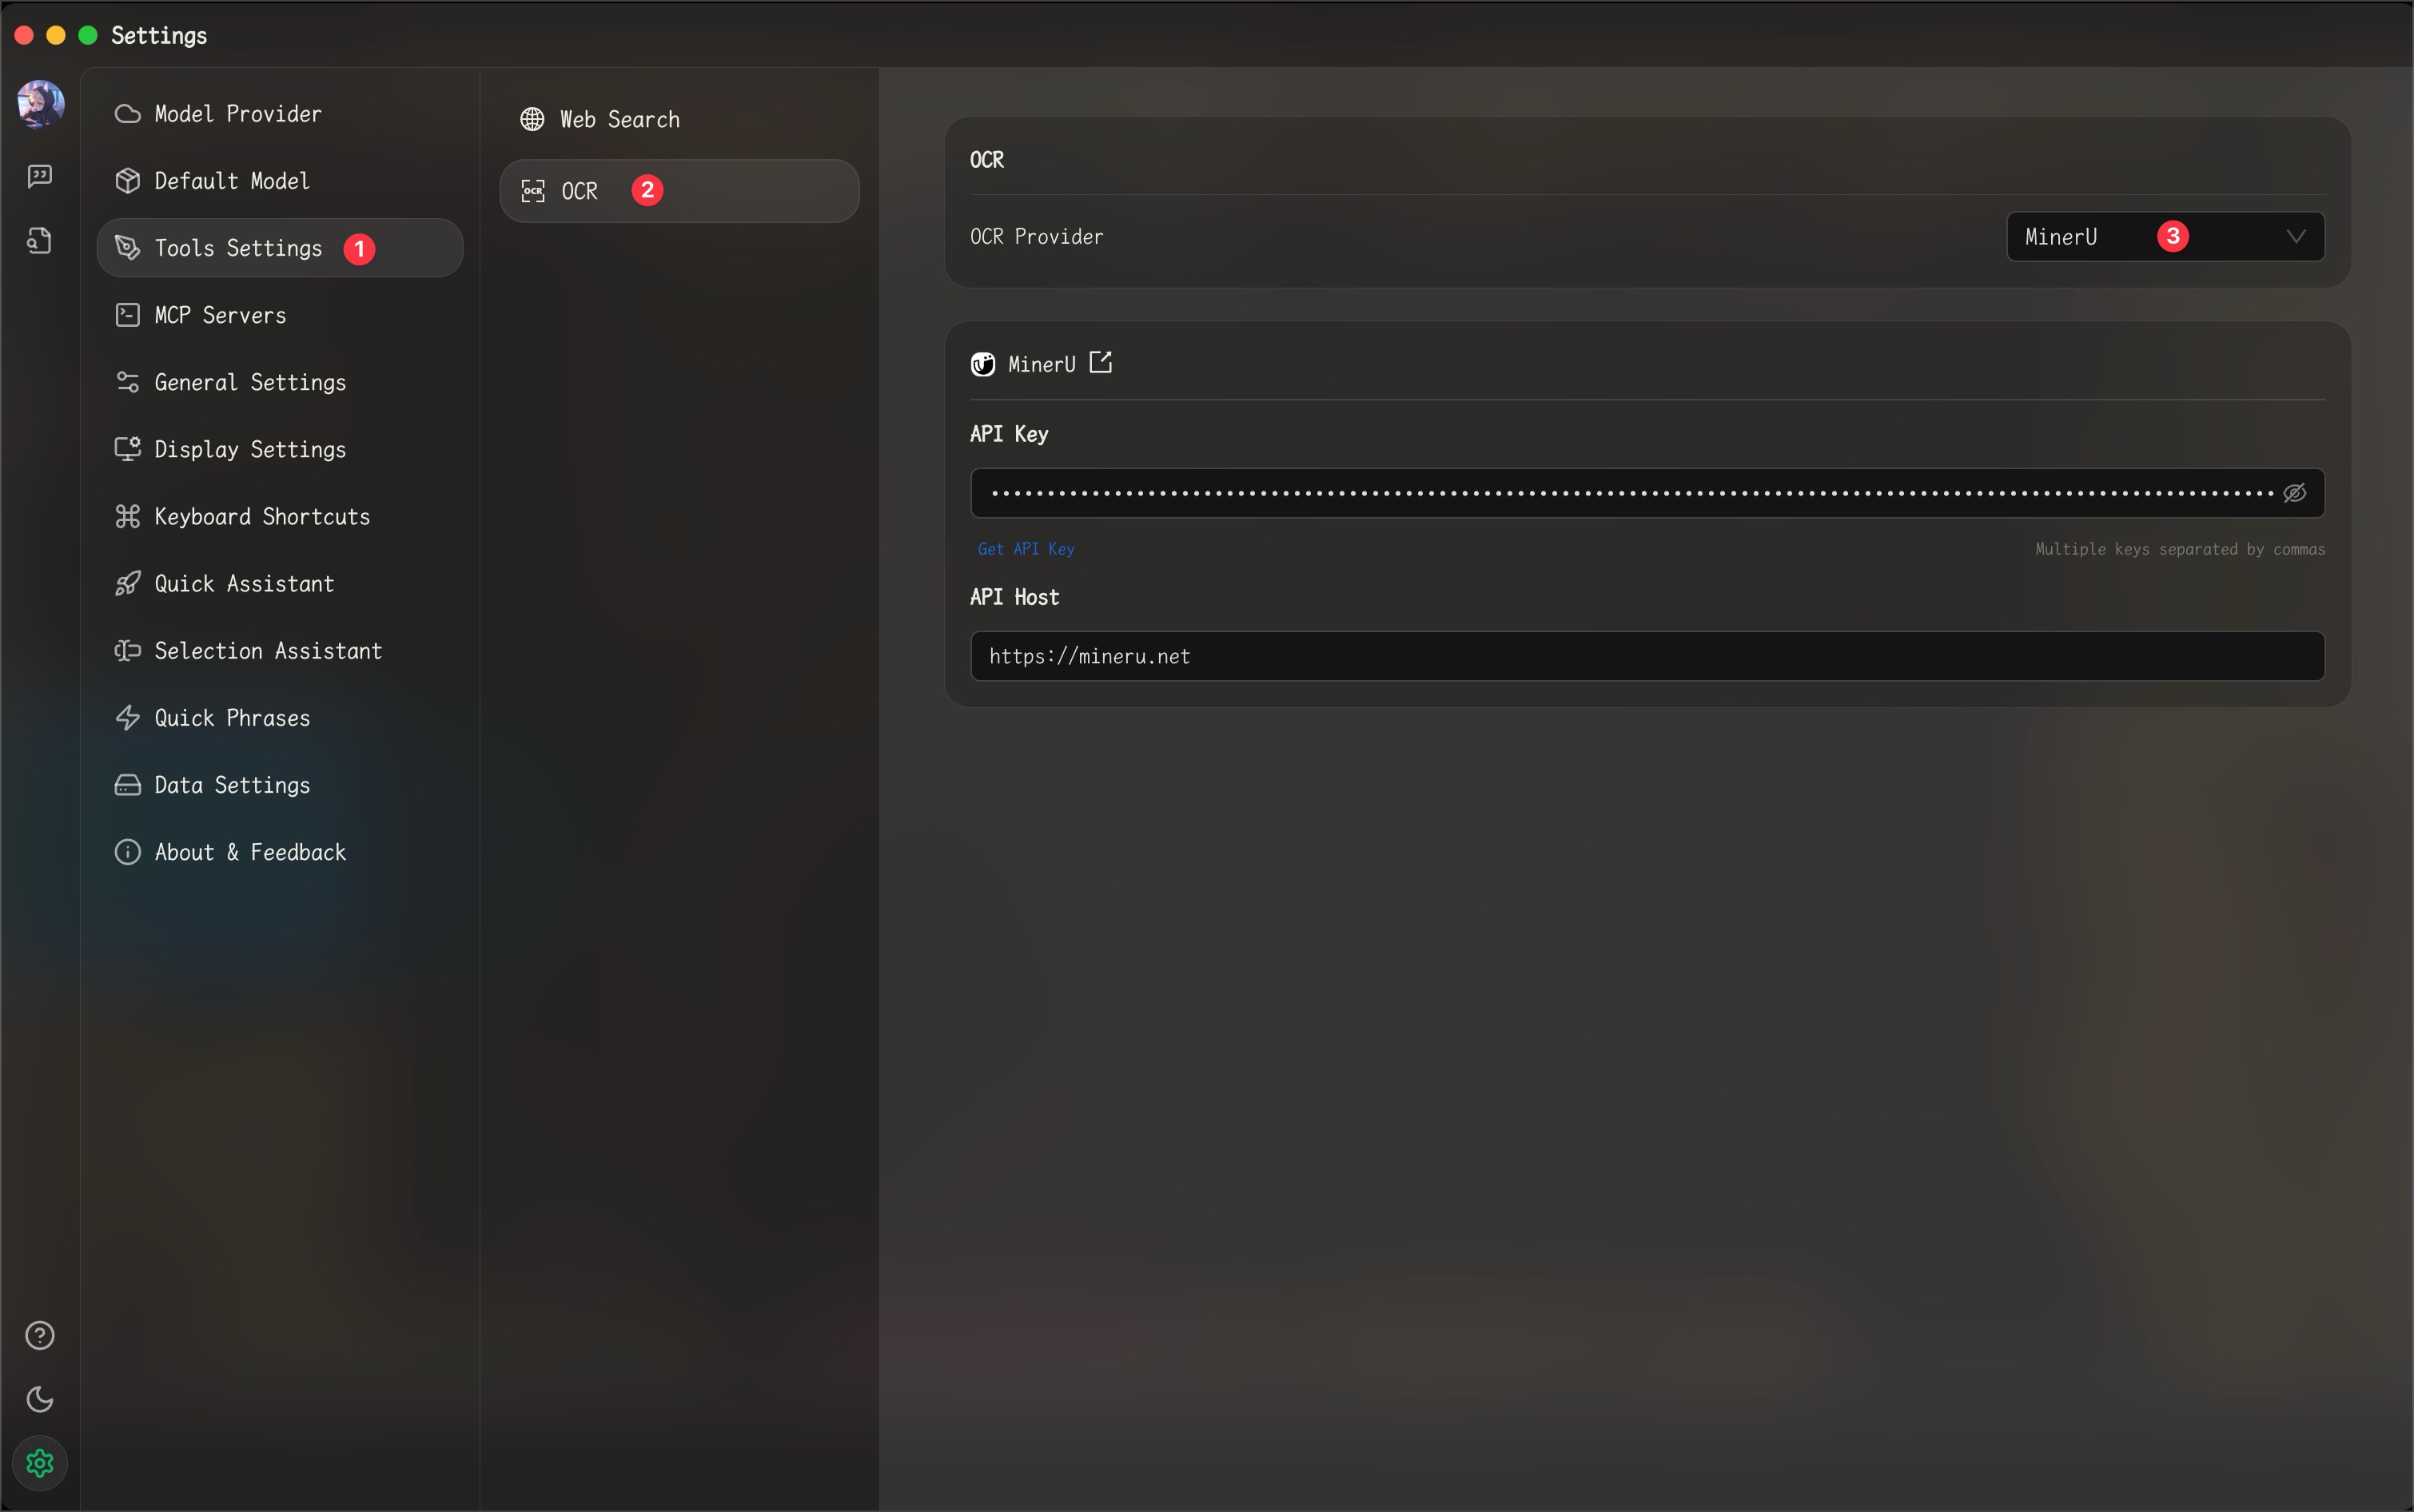 Settings
Model Provider
Default Model
Tools Settings 1
MCP Servers
General Settings
Display Settings
Keyboard Shortcuts
Quick Assistant
Selection Assistant
Quick Phrases
Data Settings
About & Feedback
Web Search
OCR OCR 2
OCR
OCR Provider
MinerU 3
MinerU
API Key
Get API Key
Multiple keys separated by commas
API Host
https://mineru.net